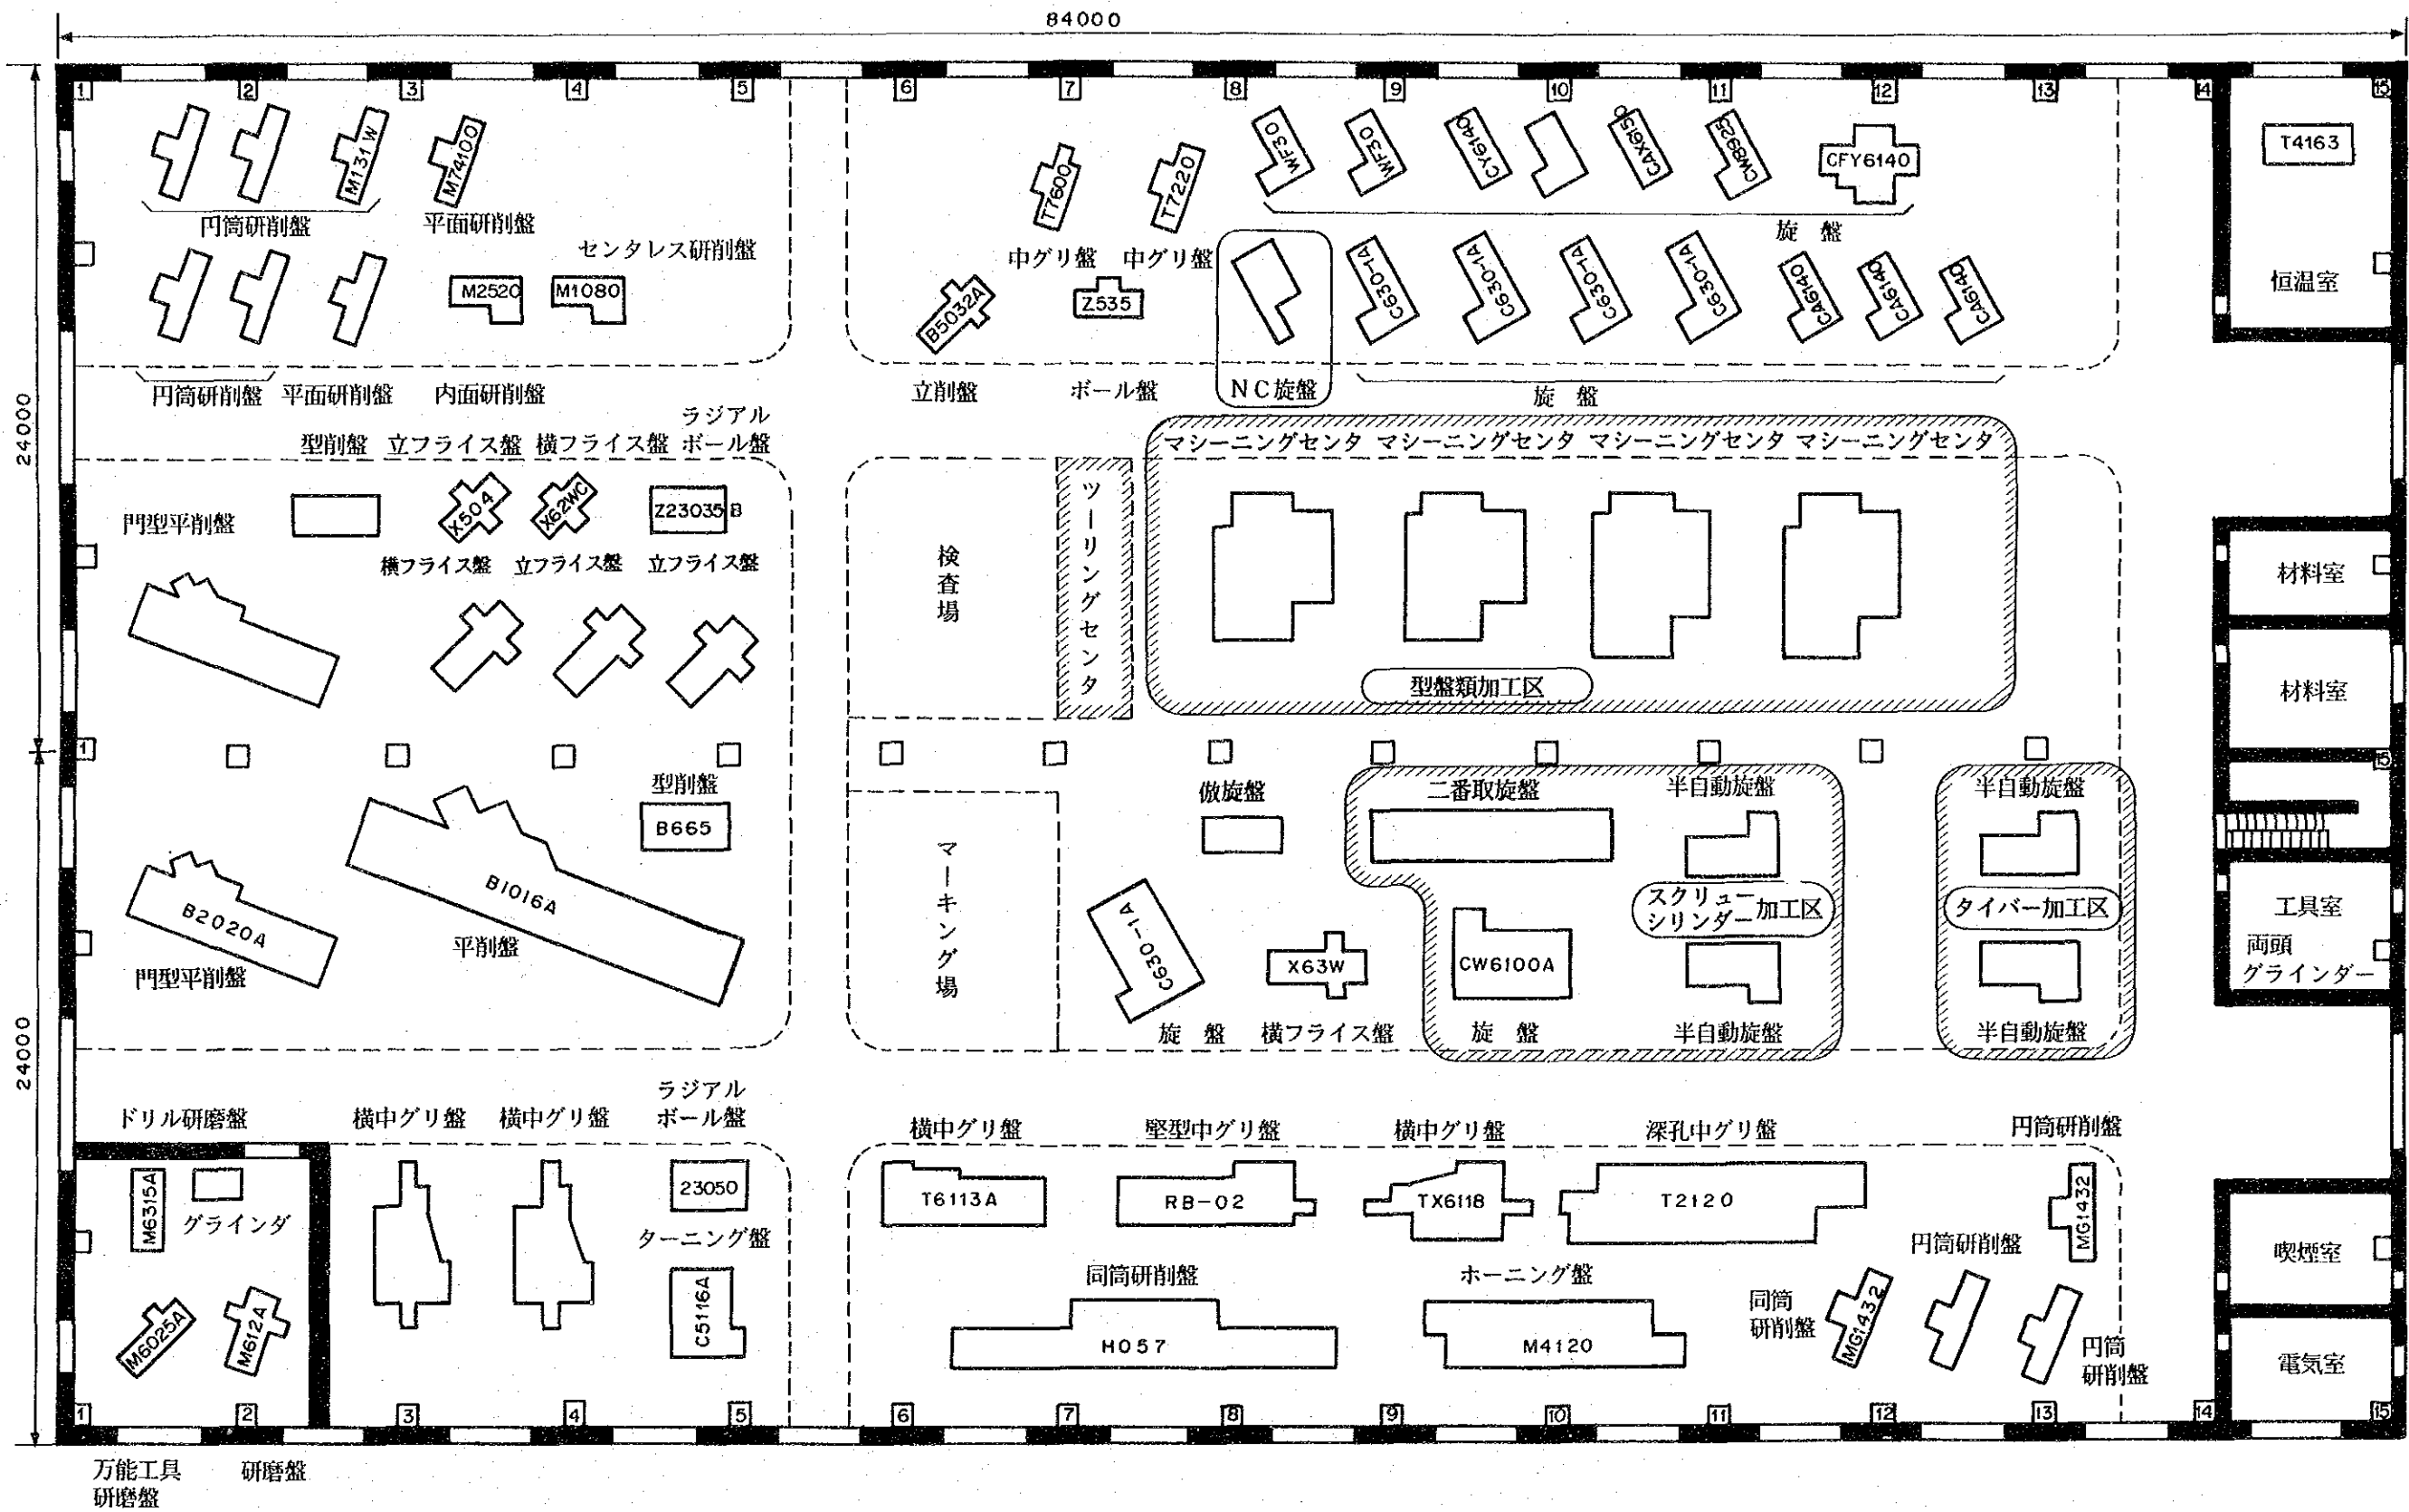 84000
1 2 3 4 5 6 7 8 9 10 11 12 13 14 15
M131W
M74100
円筒研削盤
平面研削盤
センタレス研削盤
M2520
M1080
円筒研削盤
平面研削盤
内面研削盤
T7600
T7220
中グリ盤
中グリ盤
B5032A
Z535
立削盤
ボール盤
NC旋盤
WF30
WF30
CY6140
CAX6150
CW8925
CFY6140
旋盤
C630-1A
C630-1A
C630-1A
C630-1A
CA6140
CA6140
CA6140
旋盤
T4163
恒温室
24000
型削盤
立フライス盤
横フライス盤
ラジアル
ボール盤
門型平削盤
X504
X62WC
Z23035B
横フライス盤
立フライス盤
立フライス盤
検査場
ツーリングセンタ
マシーニングセンタ
マシーニングセンタ
マシーニングセンタ
マシーニングセンタ
型盤類加工区
材料室
材料室
1
15
24000
型削盤
B665
B1016A
平削盤
B2020A
門型平削盤
マーキング場
倣旋盤
C630-1A
旋盤
X63W
横フライス盤
二番取旋盤
半自動旋盤
スクリュー
シリンダー加工区
CW6100A
旋盤
半自動旋盤
半自動旋盤
タイバー加工区
半自動旋盤
工具室
両頭
グラインダー
ドリル研磨盤
横中グリ盤
横中グリ盤
ラジアル
ボール盤
M6315A
グラインダ
M6025A
M612A
23050
ターニング盤
C5116A
横中グリ盤
堅型中グリ盤
横中グリ盤
深孔中グリ盤
円筒研削盤
T6113A
RB-02
TX6118
T2120
MG1432
同筒研削盤
ホーニング盤
円筒研削盤
H057
M4120
同筒
研削盤
MG1432
円筒
研削盤
喫煙室
電気室
1 2 3 4 5 6 7 8 9 10 11 12 13 14 15
万能工具
研磨盤
研磨盤